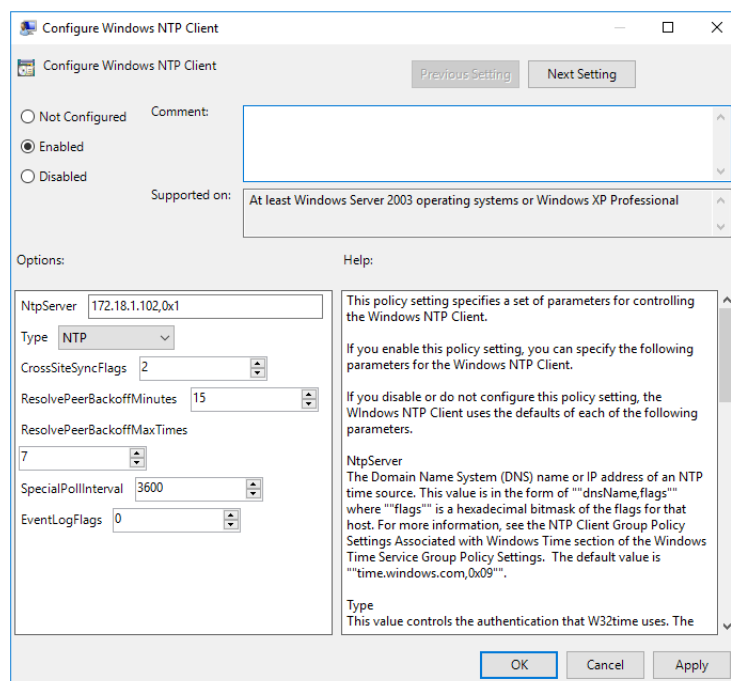 Configure Windows NTP Client
Configure Windows NTP Client
Previous Setting
Next Setting
Not Configured
Comment:
Enabled
Disabled
Supported on:
At least Windows Server 2003 operating systems or Windows XP Professional
Options:
Help:
NtpServer 172.18.1.102,0x1
Type NTP
CrossSiteSyncFlags 2
ResolvePeerBackoffMinutes 15
ResolvePeerBackoffMaxTimes
7
SpecialPollInterval 3600
EventLogFlags 0
This policy setting specifies a set of parameters for controlling
the Windows NTP Client.
If you enable this policy setting, you can specify the following
parameters for the Windows NTP Client.
If you disable or do not configure this policy setting, the
WIndows NTP Client uses the defaults of each of the following
parameters.
NtpServer
The Domain Name System (DNS) name or IP address of an NTP
time source. This value is in the form of ""dnsName,flags""
where ""flags"" is a hexadecimal bitmask of the flags for that
host. For more information, see the NTP Client Group Policy
Settings Associated with Windows Time section of the Windows
Time Service Group Policy Settings.  The default value is
""time.windows.com,0x09"".
Type
This value controls the authentication that W32time uses. The
OK
Cancel
Apply